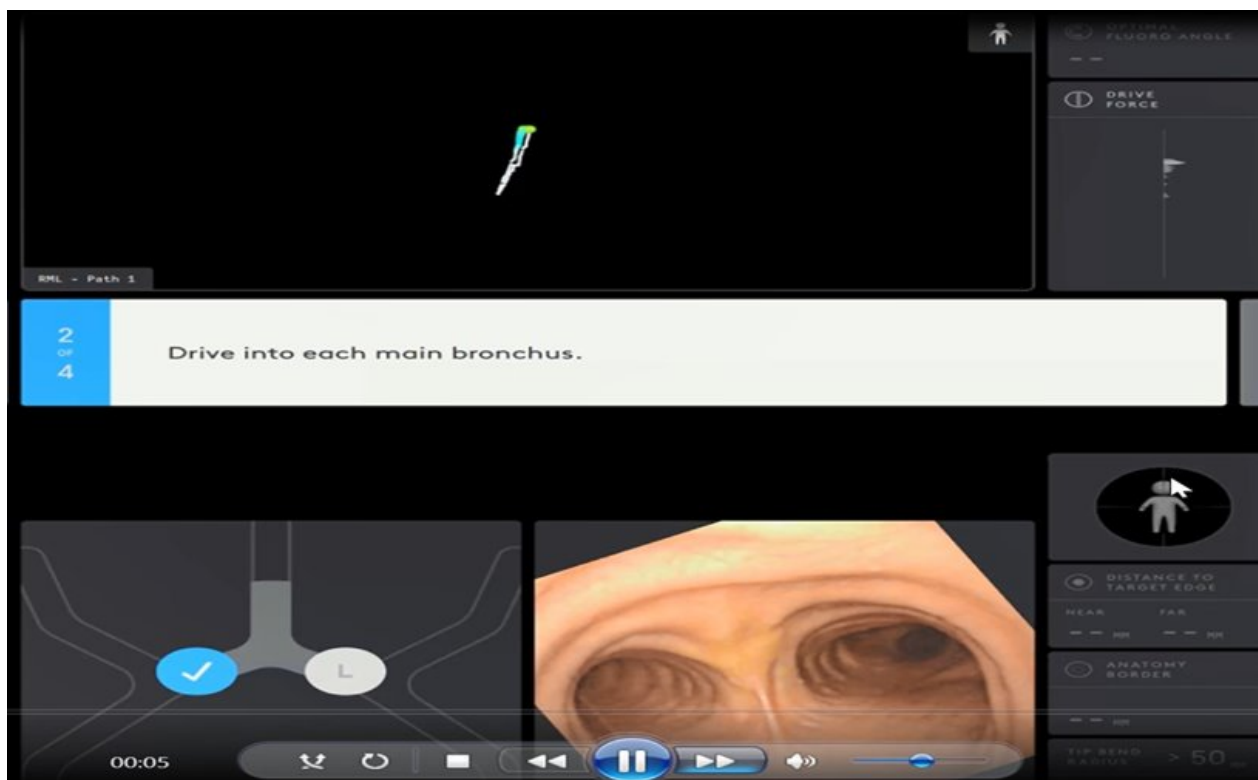 OPTIMAL
FLUORO ANGLE
-- 
DRIVE
FORCE
RML - Path 1
2
OF
4
Drive into each main bronchus.
DISTANCE TO
TARGET EDGE
NEAR FAR
-- MM -- MM
ANATOMY
BORDER
-- MM
L
TIP BEND
RADIUS > 50
00:05